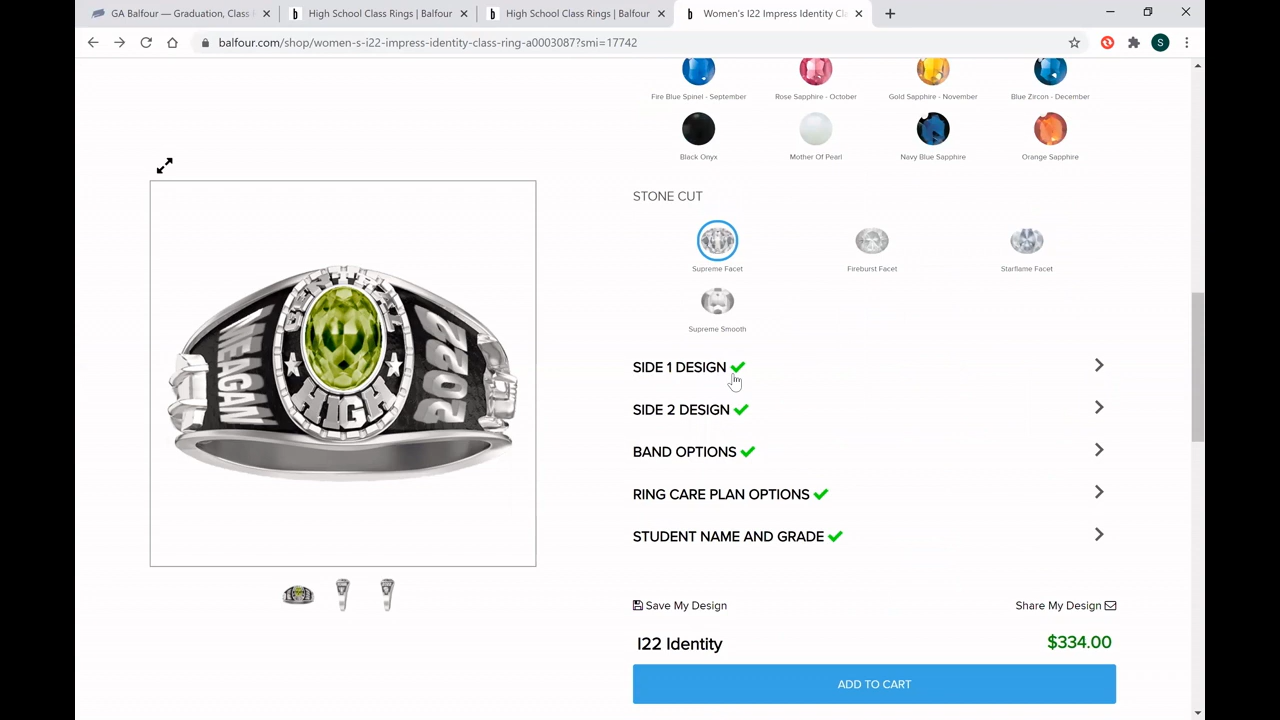 GA Balfour — Graduation, Class
High School Class Rings | Balfour
High School Class Rings | Balfour
Women's I22 Impress Identity Cla
balfour.com/shop/women-s-i22-impress-identity-class-ring-a0003087?smi=17742
S
Fire Blue Spinel - September
Rose Sapphire - October
Gold Sapphire - November
Blue Zircon - December
Black Onyx
Mother Of Pearl
Navy Blue Sapphire
Orange Sapphire
STONE CUT
Supreme Facet
Fireburst Facet
Starflame Facet
Supreme Smooth
CENTRAL
MEAGAN
2022
HIGH
SIDE 1 DESIGN
SIDE 2 DESIGN
BAND OPTIONS
RING CARE PLAN OPTIONS
STUDENT NAME AND GRADE
Save My Design
Share My Design
I22 Identity
$334.00
ADD TO CART